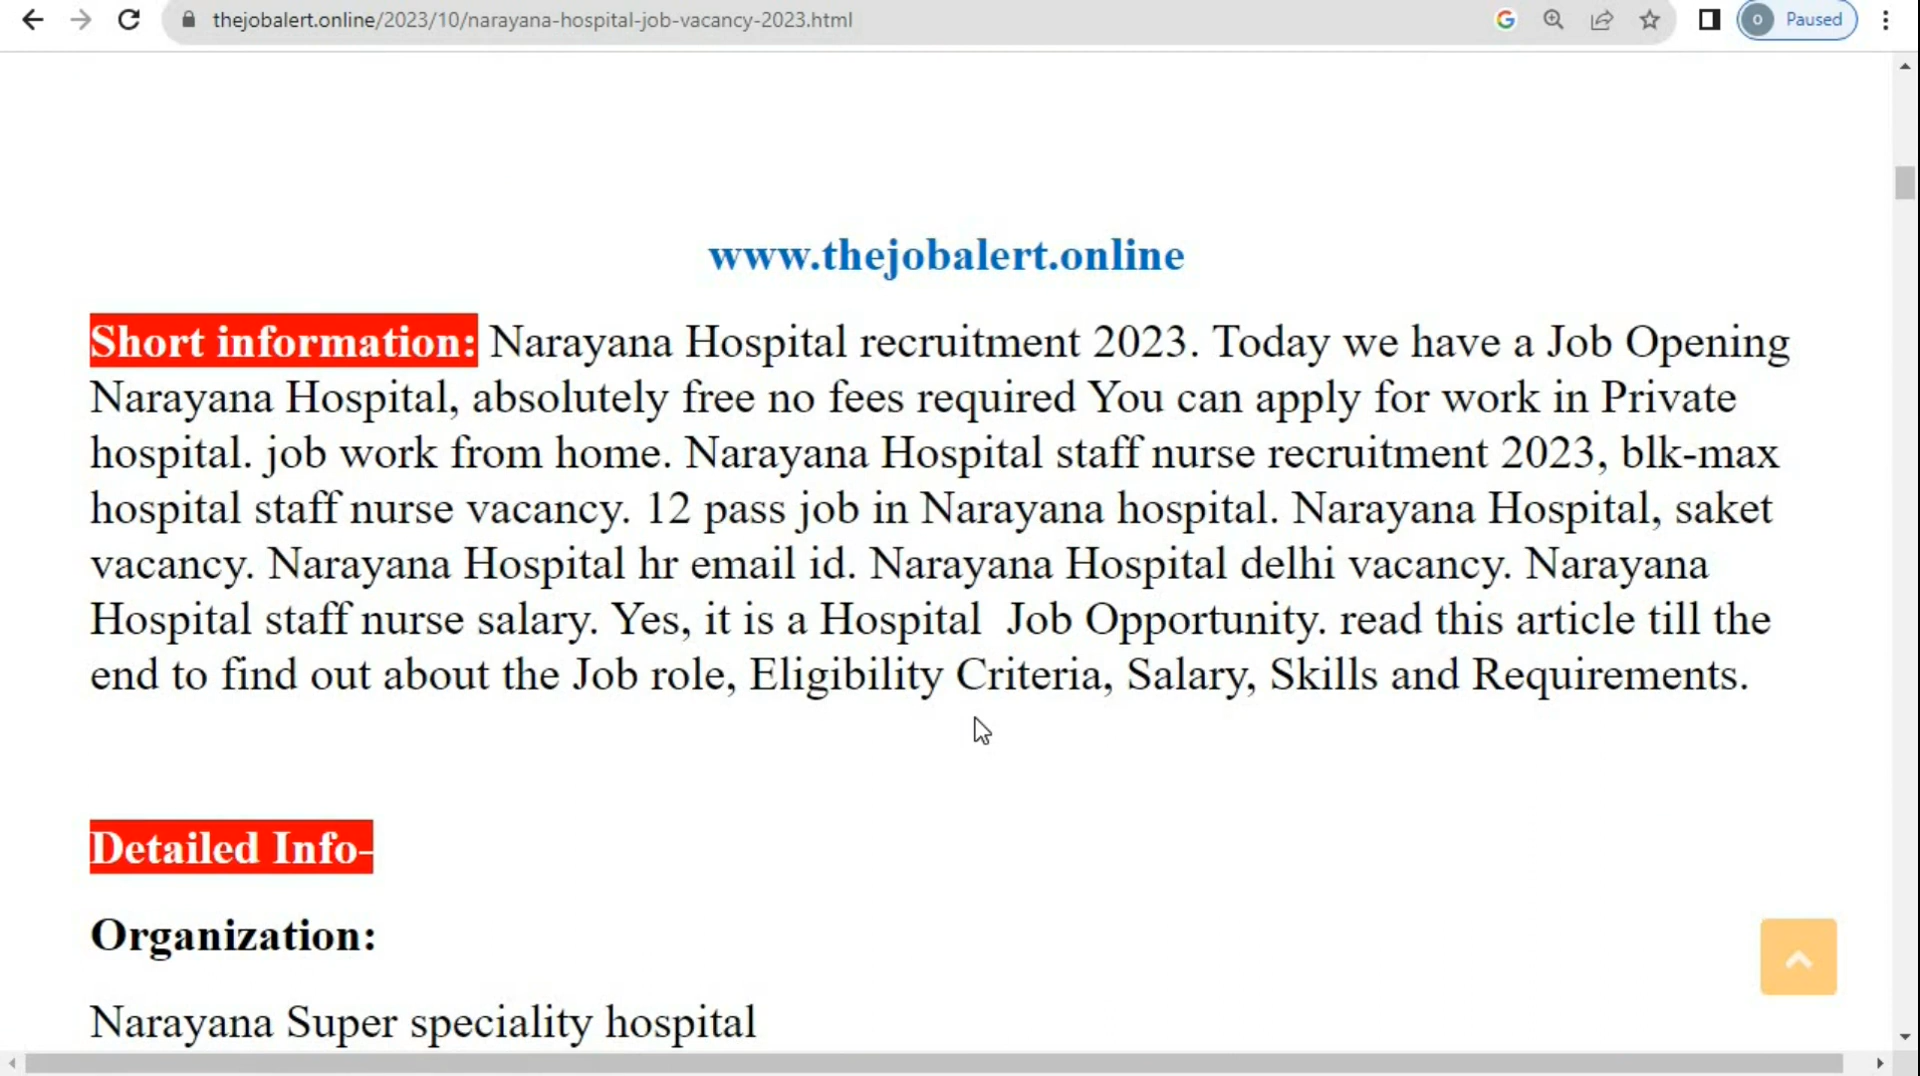 thejobalert.online/2023/10/narayana-hospital-job-vacancy-2023.html
o
Paused
www.thejobalert.online
Short information: Narayana Hospital recruitment 2023. Today we have a Job Opening
Narayana Hospital, absolutely free no fees required You can apply for work in Private
hospital. job work from home. Narayana Hospital staff nurse recruitment 2023, blk-max
hospital staff nurse vacancy. 12 pass job in Narayana hospital. Narayana Hospital, saket
vacancy. Narayana Hospital hr email id. Narayana Hospital delhi vacancy. Narayana
Hospital staff nurse salary. Yes, it is a Hospital  Job Opportunity. read this article till the
end to find out about the Job role, Eligibility Criteria, Salary, Skills and Requirements.
Detailed Info-
Organization:
Narayana Super speciality hospital